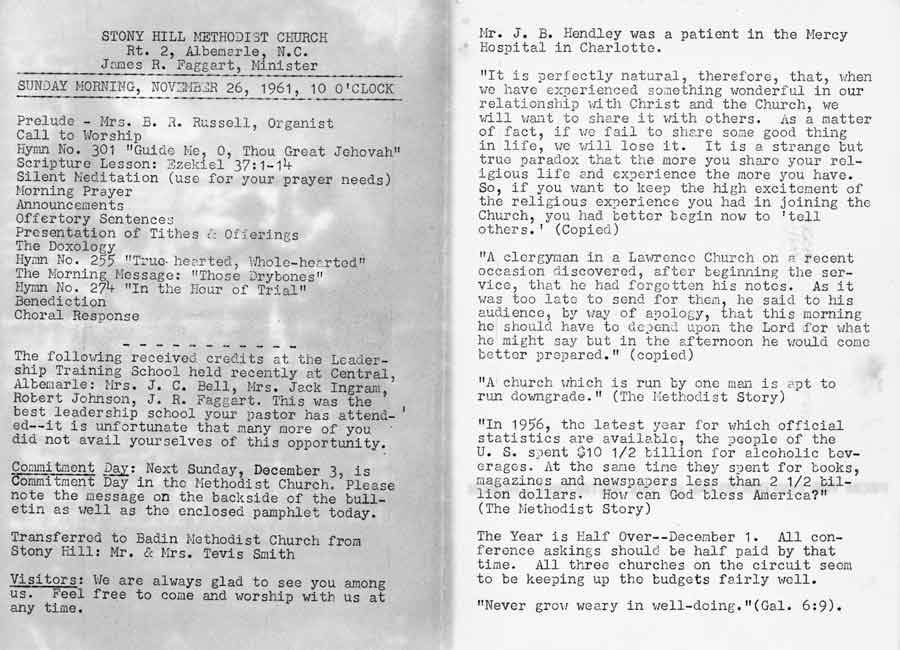 STONY HILL METHODIST CHURCH
Rt. 2, Albemarle, N.C.
James R. Faggart, Minister
SUNDAY MORNING, NOVEMBER 26, 1961, 10 O'CLOCK
Prelude - Mrs. B. R. Russell, Organist
Call to Worship
Hymn No. 301 "Guide Me, O, Thou Great Jehovah"
Scripture Lesson: Ezekiel 37:1-14
Silent Meditation (use for your prayer needs)
Morning Prayer
Announcements
Offertory Sentences
Presentation of Tithes & Offerings
The Doxology
Hymn No. 255 "True-hearted, Whole-hearted"
The Morning Message: "Those Drybones"
Hymn No. 274 "In the Hour of Trial"
Benediction
Choral Response
- - - - - - - - - - -
The following received credits at the Leader-
ship Training School held recently at Central,
Albemarle: Mrs. J. C. Bell, Mrs. Jack Ingram,
Robert Johnson, J. R. Faggart. This was the
best leadership school your pastor has attend-
ed--it is unfortunate that many more of you
did not avail yourselves of this opportunity.
Commitment Day: Next Sunday, December 3, is
Commitment Day in the Methodist Church. Please
note the message on the backside of the bull-
etin as well as the enclosed pamphlet today.
Transferred to Badin Methodist Church from
Stony Hill: Mr. & Mrs. Tevis Smith
Visitors: We are always glad to see you among
us. Feel free to come and worship with us at
any time.
Mr. J. B. Hendley was a patient in the Mercy
Hospital in Charlotte.
"It is perfectly natural, therefore, that, when
we have experienced something wonderful in our
relationship with Christ and the Church, we
will want to share it with others. As a matter
of fact, if we fail to share some good thing
in life, we will lose it. It is a strange but
true paradox that the more you share your rel-
igious life and experience the more you have.
So, if you want to keep the high excitement of
the religious experience you had in joining the
Church, you had better begin now to 'tell
others.' (Copied)
"A clergyman in a Lawrence Church on a recent
occasion discovered, after beginning the ser-
vice, that he had forgotten his notes. As it
was too late to send for them, he said to his
audience, by way of apology, that this morning
he should have to depend upon the Lord for what
he might say but in the afternoon he would come
better prepared." (copied)
"A church which is run by one man is apt to
run downgrade." (The Methodist Story)
"In 1956, the latest year for which official
statistics are available, the people of the
U. S. spent $10 1/2 billion for alcoholic bev-
erages. At the same time they spent for books,
magazines and newspapers less than 2 1/2 bil-
lion dollars. How can God bless America?"
(The Methodist Story)
The Year is Half Over--December 1. All con-
ference askings should be half paid by that
time. All three churches on the circuit seem
to be keeping up the budgets fairly well.
"Never grow weary in well-doing."(Gal. 6:9).